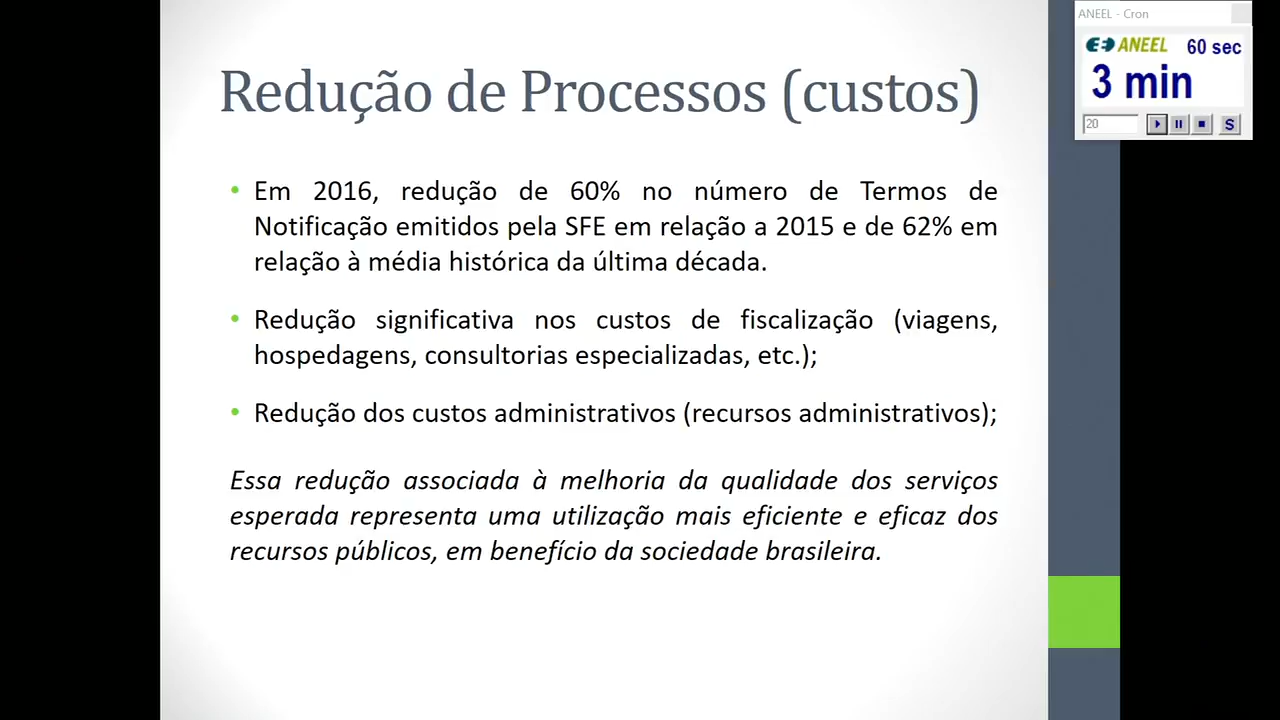 ANEEL - Cron
ANEEL 60 sec
3 min
20
S
Redução de Processos (custos)
• Em 2016, redução de 60% no número de Termos de
Notificação emitidos pela SFE em relação a 2015 e de 62% em
relação à média histórica da última década.
• Redução significativa nos custos de fiscalização (viagens,
hospedagens, consultorias especializadas, etc.);
• Redução dos custos administrativos (recursos administrativos);
Essa redução associada à melhoria da qualidade dos serviços
esperada representa uma utilização mais eficiente e eficaz dos
recursos públicos, em benefício da sociedade brasileira.